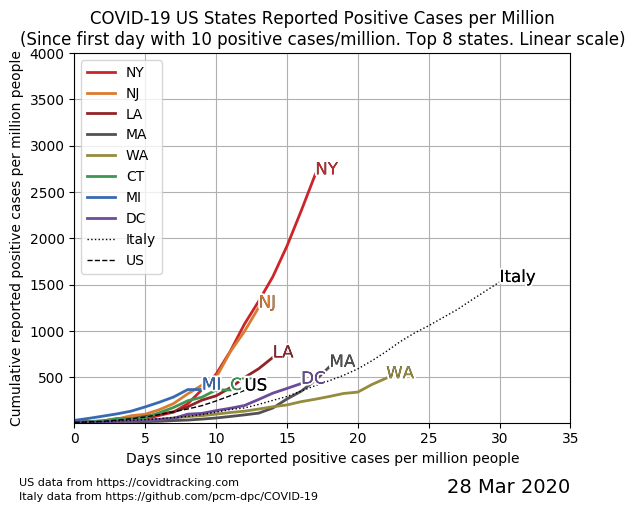 COVID-19 US States Reported Positive Cases per Million
(Since first day with 10 positive cases/million. Top 8 states. Linear scale)
Cumulative reported positive cases per million people
4000
3500
3000
2500
2000
1500
1000
500
NY
NJ
LA
MA
WA
CT
MI
DC
Italy
US
NY
Italy
NJ
LA
MA
WA
DC
MI
C
US
0
5
10
15
20
25
30
35
Days since 10 reported positive cases per million people
US data from https://covidtracking.com
Italy data from https://github.com/pcm-dpc/COVID-19
28 Mar 2020